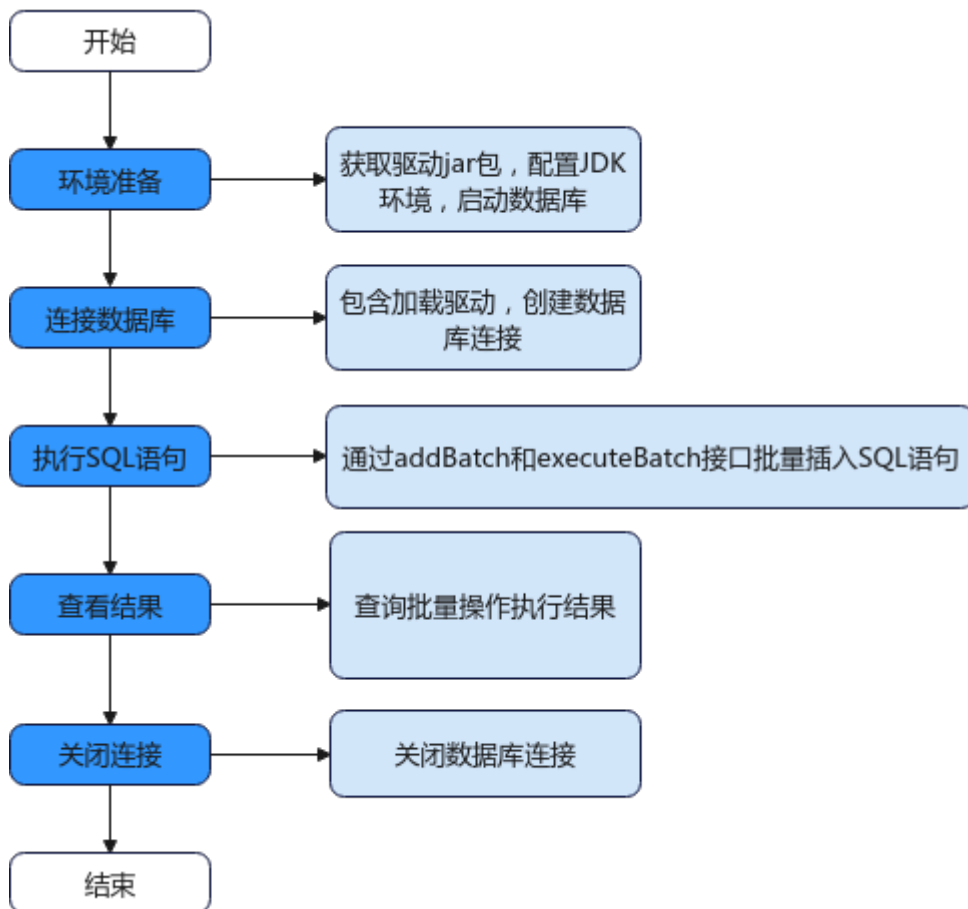 开始
环境准备
获取驱动jar包，配置JDK
环境，启动数据库
连接数据库
包含加载驱动，创建数据
库连接
执行SQL语句
通过addBatch和executeBatch接口批量插入SQL语句
查看结果
查询批量操作执行结果
关闭连接
关闭数据库连接
结束